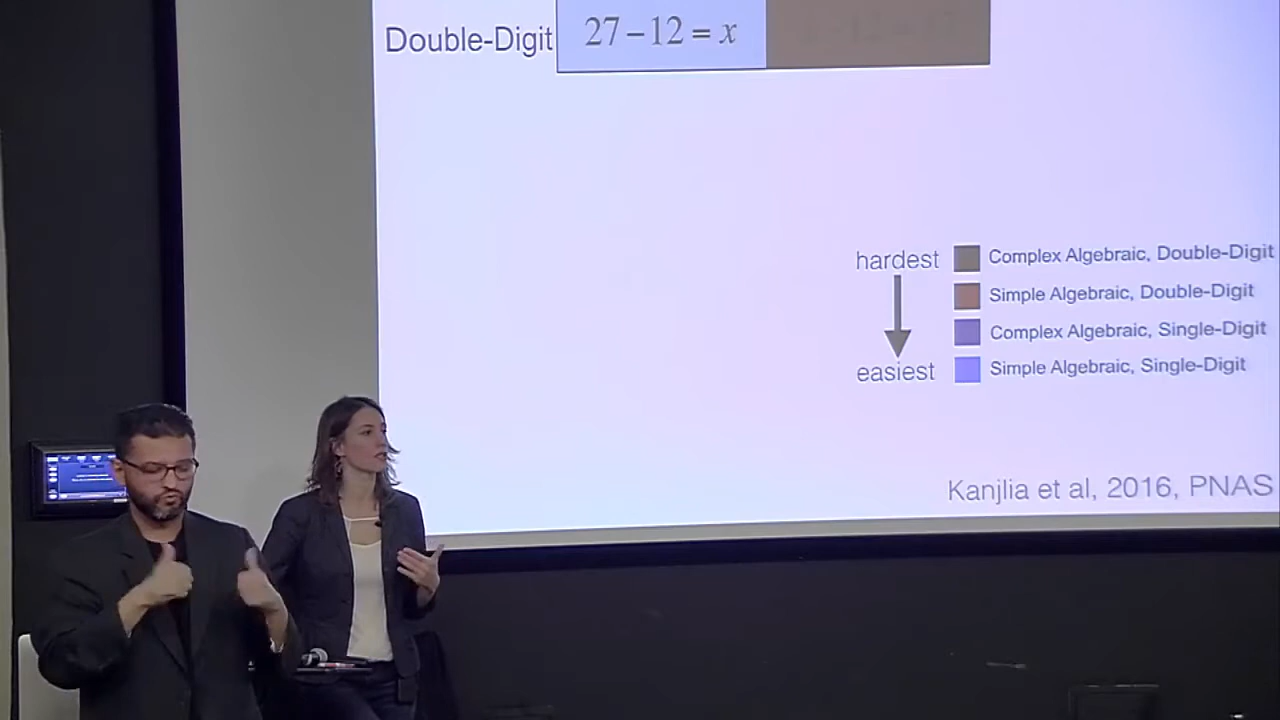 Double-Digit
27−12 = x
hardest
Complex Algebraic, Double-Digit
Simple Algebraic, Double-Digit
Complex Algebraic, Single-Digit
easiest
Simple Algebraic, Single-Digit
Kanjlia et al, 2016, PNAS